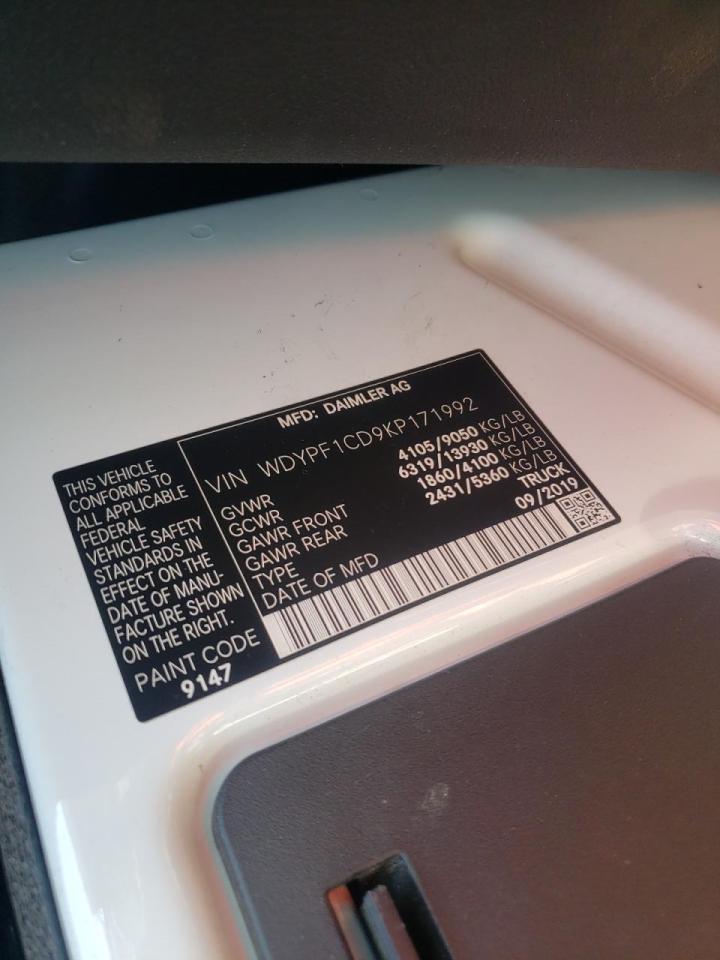 MFD: DAIMLER AG
VIN WDYPF1CD9KP171992
GVWR 4105/9050 KG/LB
GCWR 6319/13930 KG/LB
GAWR FRONT 1860/4100 KG/LB
GAWR REAR 2431/5360 KG/LB
TYPE TRUCK
DATE OF MFD 09/2019
THIS VEHICLE
CONFORMS TO
ALL APPLICABLE
FEDERAL
VEHICLE SAFETY
STANDARDS IN
EFFECT ON THE
DATE OF MANU-
FACTURE SHOWN
ON THE RIGHT.
PAINT CODE
9147